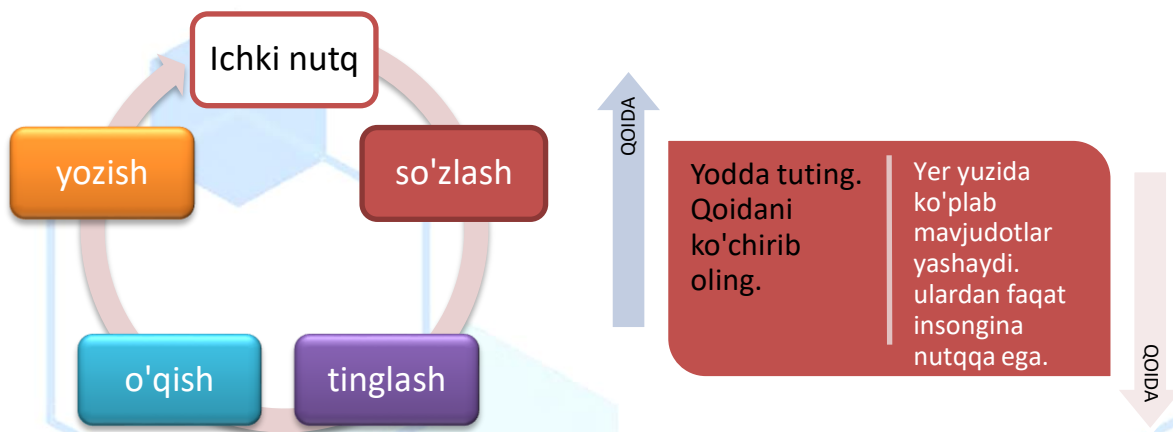 Ichki nutq
so'zlash
tinglash
o'qish
yozish
QOIDA
Yodda tuting.
Qoidani
ko'chirib
oling.
Yer yuzida
ko'plab
mavjudotlar
yashaydi.
ulardan faqat
insongina
nutqqa ega.
QOIDA